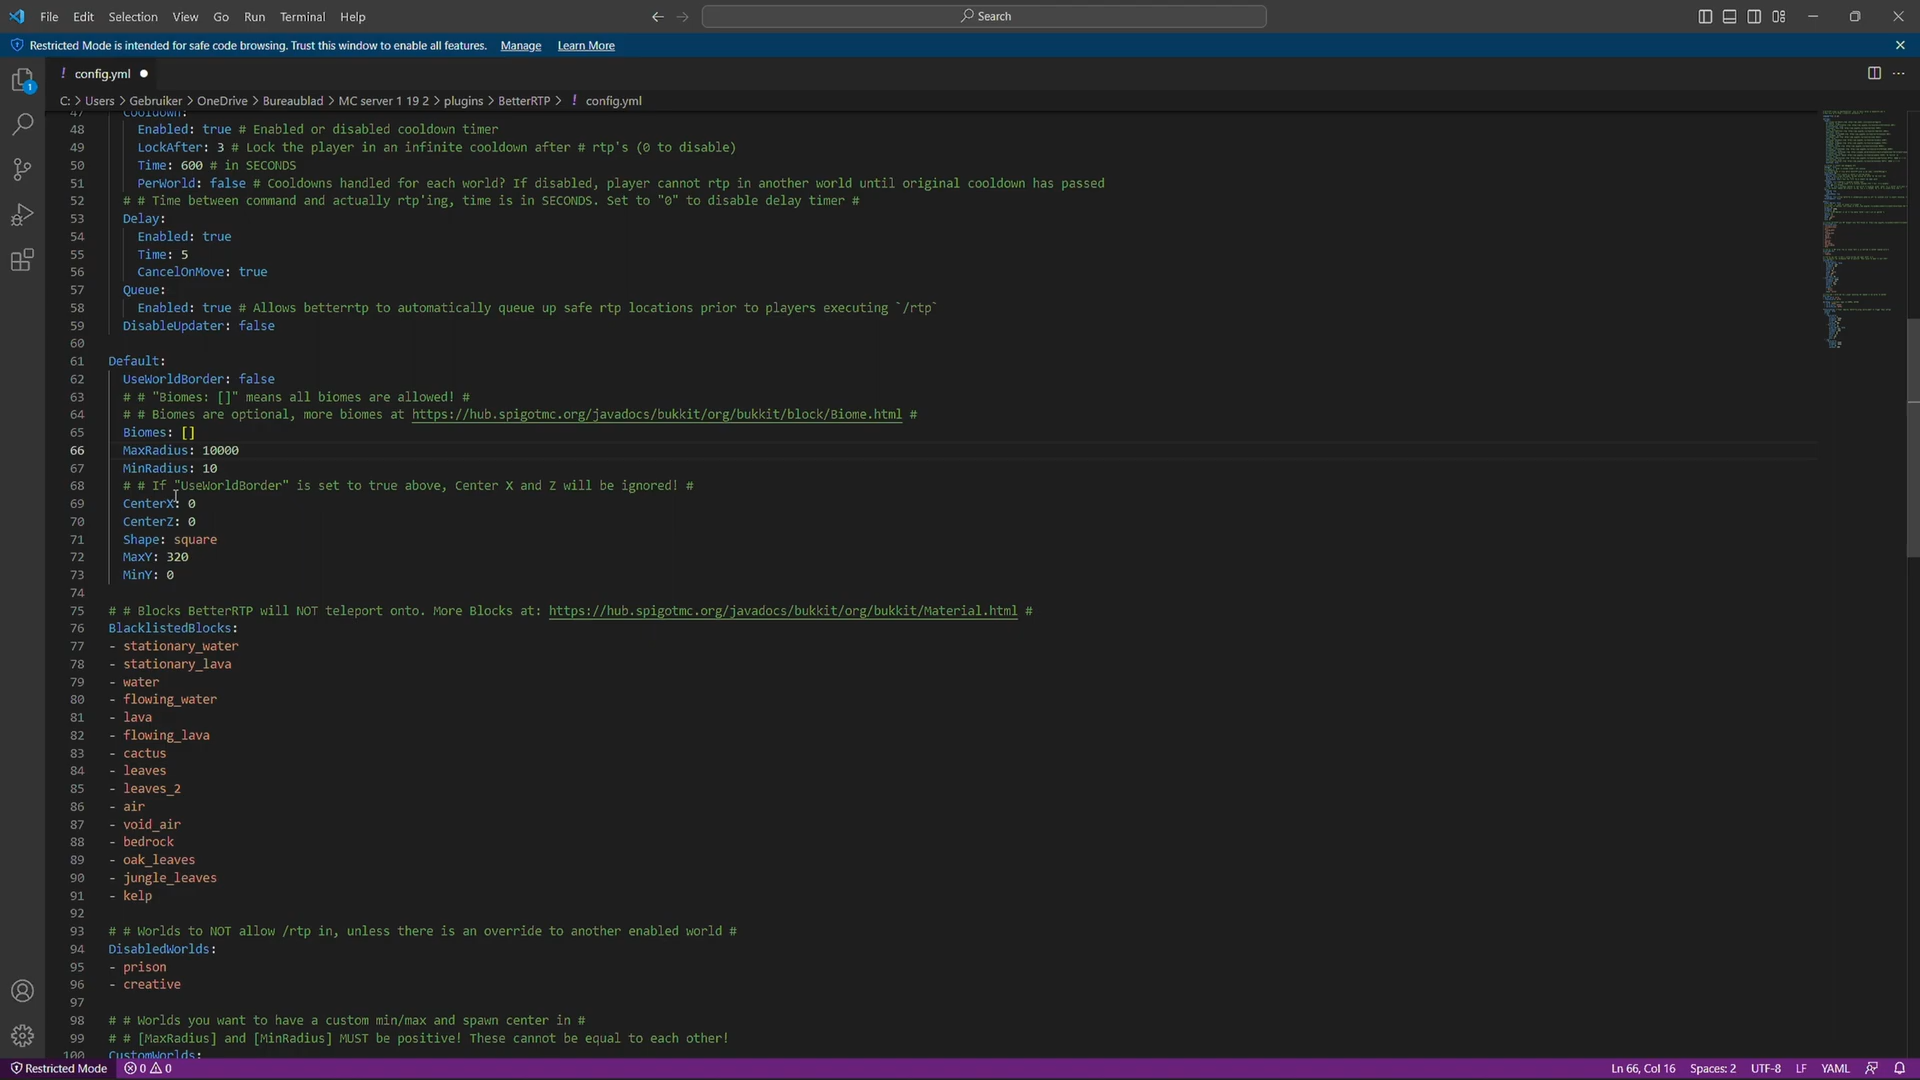 File Edit Selection View Go Run Terminal Help
Search
Restricted Mode is intended for safe code browsing. Trust this window to enable all features. Manage Learn More
! config.yml
C: > Users > Gebruiker > OneDrive > Bureaublad > MC server 1 19 2 > plugins > BetterRTP > ! config.yml
47 Cooldown:
48 Enabled: true # Enabled or disabled cooldown timer
49 LockAfter: 3 # Lock the player in an infinite cooldown after # rtp's (0 to disable)
50 Time: 600 # in SECONDS
51 PerWorld: false # Cooldowns handled for each world? If disabled, player cannot rtp in another world until original cooldown has passed
52 # # Time between command and actually rtp'ing, time is in SECONDS. Set to "0" to disable delay timer #
53 Delay:
54 Enabled: true
55 Time: 5
56 CancelOnMove: true
57 Queue:
58 Enabled: true # Allows betterrtp to automatically queue up safe rtp locations prior to players executing `/rtp`
59 DisableUpdater: false
60
61 Default:
62 UseWorldBorder: false
63 # # "Biomes: []" means all biomes are allowed! #
64 # # Biomes are optional, more biomes at https://hub.spigotmc.org/javadocs/bukkit/org/bukkit/block/Biome.html #
65 Biomes: []
66 MaxRadius: 10000
67 MinRadius: 10
68 # # If "UseWorldBorder" is set to true above, Center X and Z will be ignored! #
69 CenterX: 0
70 CenterZ: 0
71 Shape: square
72 MaxY: 320
73 MinY: 0
74
75 # # Blocks BetterRTP will NOT teleport onto. More Blocks at: https://hub.spigotmc.org/javadocs/bukkit/org/bukkit/Material.html #
76 BlacklistedBlocks:
77 - stationary_water
78 - stationary_lava
79 - water
80 - flowing_water
81 - lava
82 - flowing_lava
83 - cactus
84 - leaves
85 - leaves_2
86 - air
87 - void_air
88 - bedrock
89 - oak_leaves
90 - jungle_leaves
91 - kelp
92
93 # # Worlds to NOT allow /rtp in, unless there is an override to another enabled world #
94 DisabledWorlds:
95 - prison
96 - creative
97
98 # # Worlds you want to have a custom min/max and spawn center in #
99 # # [MaxRadius] and [MinRadius] MUST be positive! These cannot be equal to each other!
100 CustomWorlds:
Restricted Mode 0 0 Ln 66, Col 16 Spaces: 2 UTF-8 LF YAML